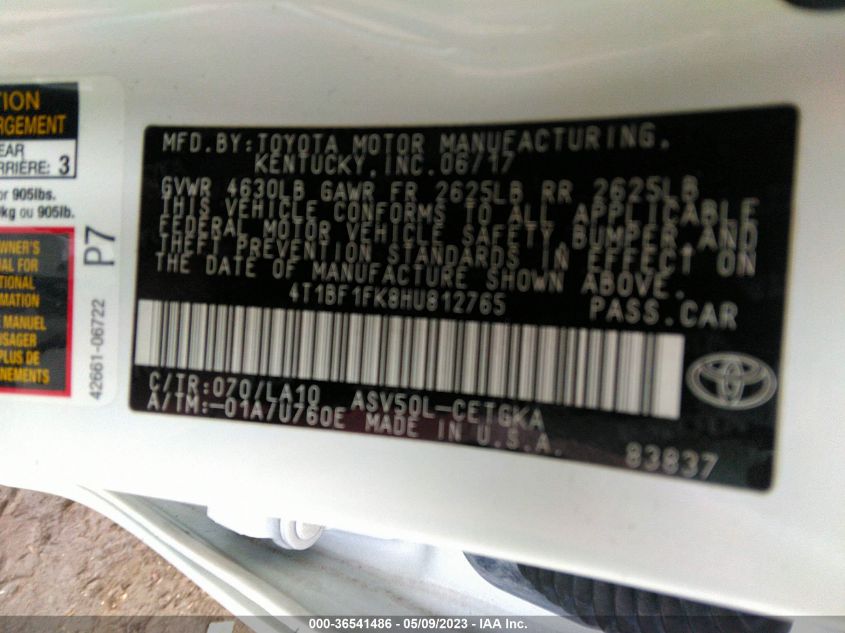 TION
RGEMENT
EAR
RRIÈRE: 3
or 905lbs.
kg ou 905lb.
WNER'S
UAL FOR
TIONAL
RMATION
E MANUEL
USAGER
PLUS DE
NEMENTS
P7
42661-06722
MFD. BY: TOYOTA MOTOR MANUFACTURING,
KENTUCKY, INC. 06/17
GVWR 4630LB GAWR FR 2625LB RR 2625LB
THIS VEHICLE CONFORMS TO ALL APPLICABLE
FEDERAL MOTOR VEHICLE SAFETY, BUMPER, AND
THEFT PREVENTION STANDARDS IN EFFECT ON
THE DATE OF MANUFACTURE SHOWN ABOVE.
4T1BF1FK8HU812765 PASS.CAR
C/TR: 070/LA10 ASV50L-CETGKA
A/TM: -01A/U760E MADE IN U.S.A.
83837
000-36541486 - 05/09/2023 - IAA Inc.